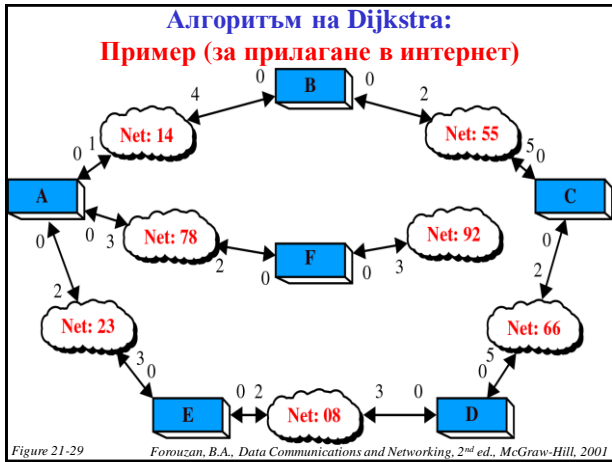 Алгоритъм на Dijkstra:
Пример (за прилагане в интернет)
0 B 0
4 2
Net: 14 Net: 55
0 1 5 0
A C
0 0 3 Net: 78 2 0 F 0 3 Net: 92 0
2 2
Net: 23 Net: 66
3 0 0 5
E 0 2 Net: 08 3 0 D
Figure 21-29 Forouzan, B.A., Data Communications and Networking, 2nd ed., McGraw-Hill, 2001